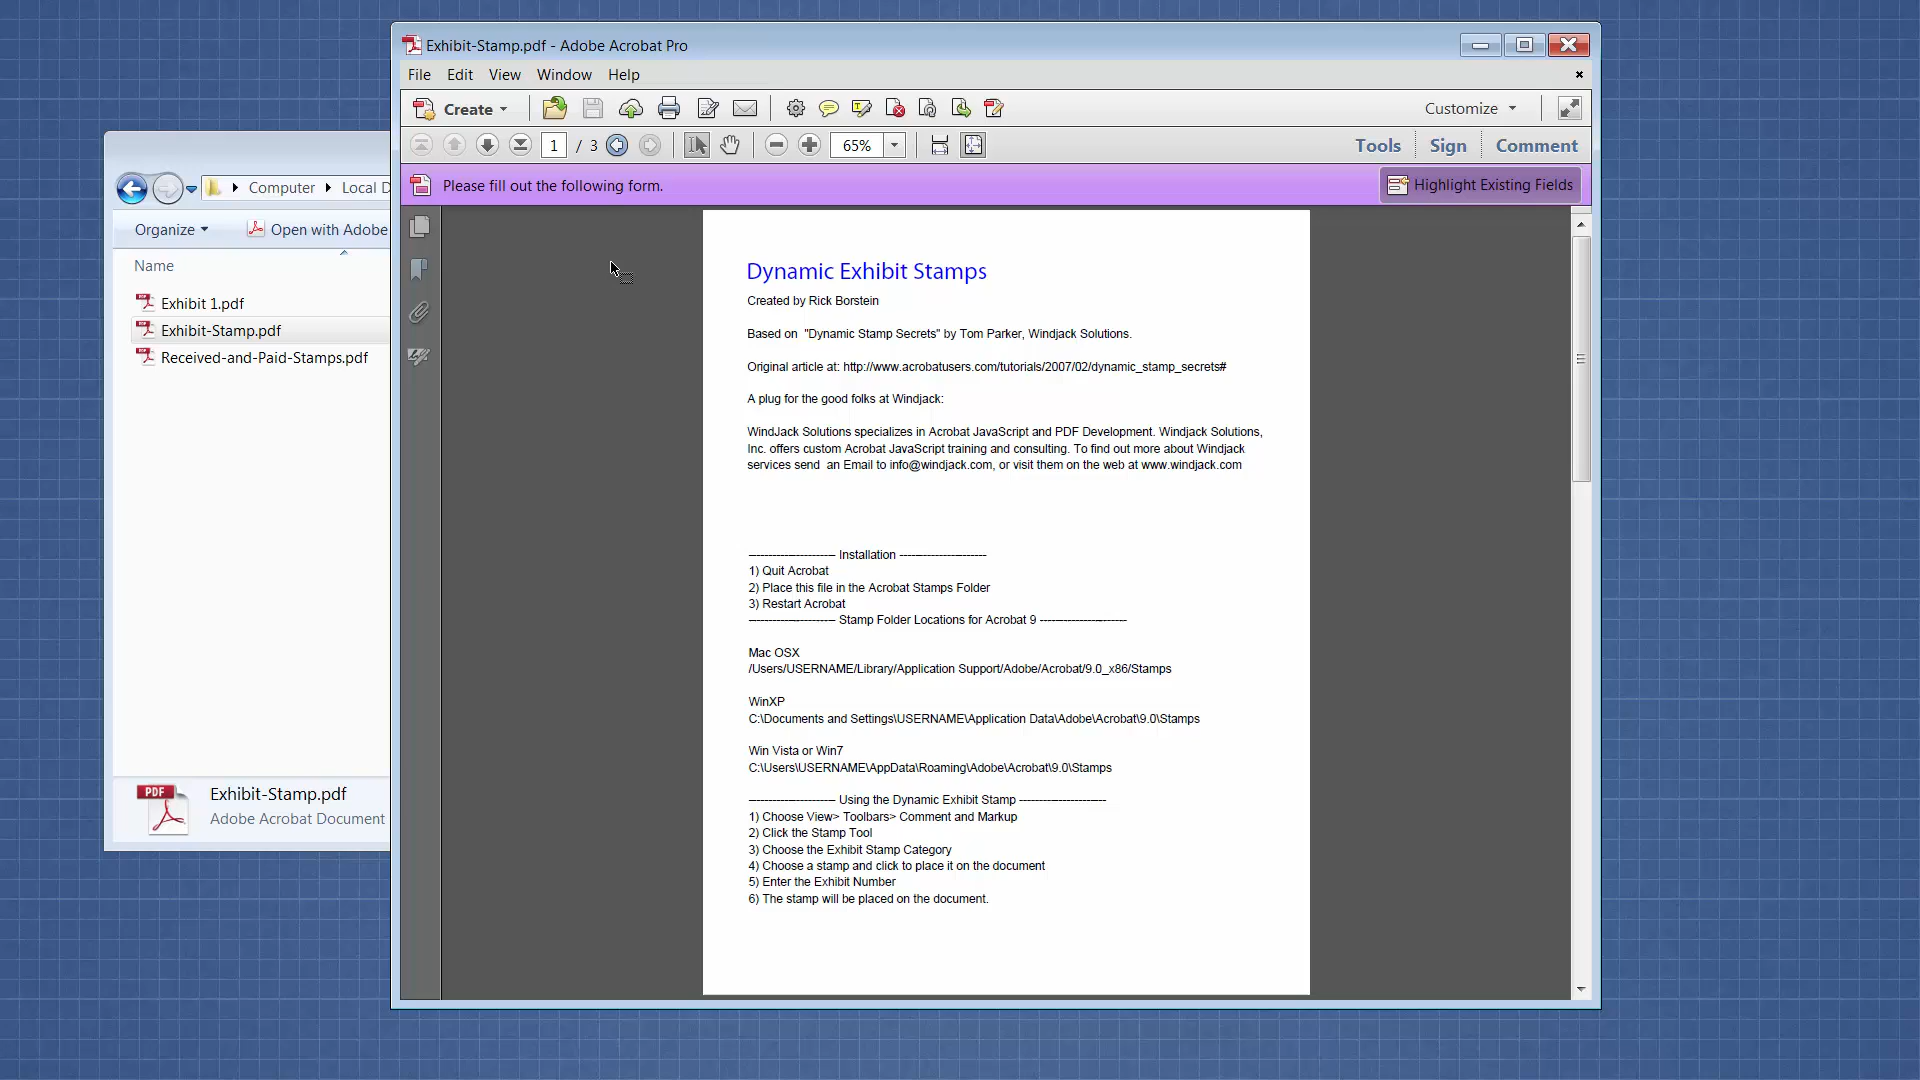 Exhibit-Stamp.pdf - Adobe Acrobat Pro
File Edit View Window Help
Create Customize
1 / 3 65% Tools Sign Comment
Please fill out the following form. Highlight Existing Fields
Computer Local D
Organize Open with Adobe
Name
Exhibit 1.pdf
Exhibit-Stamp.pdf
Received-and-Paid-Stamps.pdf
PDF
Exhibit-Stamp.pdf
Adobe Acrobat Document
Dynamic Exhibit Stamps
Created by Rick Borstein
Based on "Dynamic Stamp Secrets" by Tom Parker, Windjack Solutions.
Original article at: http://www.acrobatusers.com/tutorials/2007/02/dynamic_stamp_secrets#
A plug for the good folks at Windjack:
WindJack Solutions specializes in Acrobat JavaScript and PDF Development. Windjack Solutions,
Inc. offers custom Acrobat JavaScript training and consulting. To find out more about Windjack
services send an Email to info@windjack.com, or visit them on the web at www.windjack.com
---------------------- Installation ----------------------
1) Quit Acrobat
2) Place this file in the Acrobat Stamps Folder
3) Restart Acrobat
---------------------- Stamp Folder Locations for Acrobat 9 ----------------------
Mac OSX
/Users/USERNAME/Library/Application Support/Adobe/Acrobat/9.0_x86/Stamps
WinXP
C:\Documents and Settings\USERNAME\Application Data\Adobe\Acrobat\9.0\Stamps
Win Vista or Win7
C:\Users\USERNAME\AppData\Roaming\Adobe\Acrobat\9.0\Stamps
---------------------- Using the Dynamic Exhibit Stamp ----------------------
1) Choose View> Toolbars> Comment and Markup
2) Click the Stamp Tool
3) Choose the Exhibit Stamp Category
4) Choose a stamp and click to place it on the document
5) Enter the Exhibit Number
6) The stamp will be placed on the document.